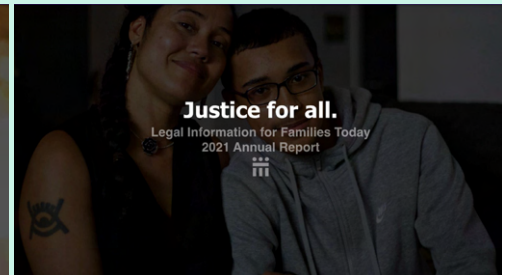 Justice for all.
Legal Information for Families Today
2021 Annual Report